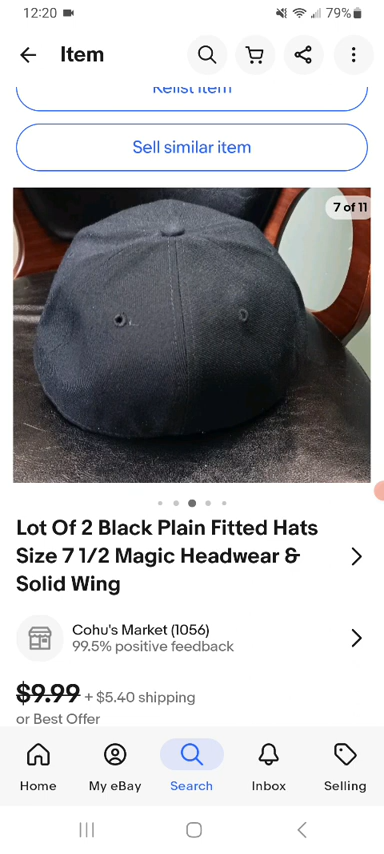 12:20
79%
Item
Relist item
Sell similar item
7 of 11
Lot Of 2 Black Plain Fitted Hats
Size 7 1/2 Magic Headwear &
Solid Wing
Cohu's Market (1056)
99.5% positive feedback
$9.99 + $5.40 shipping
or Best Offer
Home
My eBay
Search
Inbox
Selling